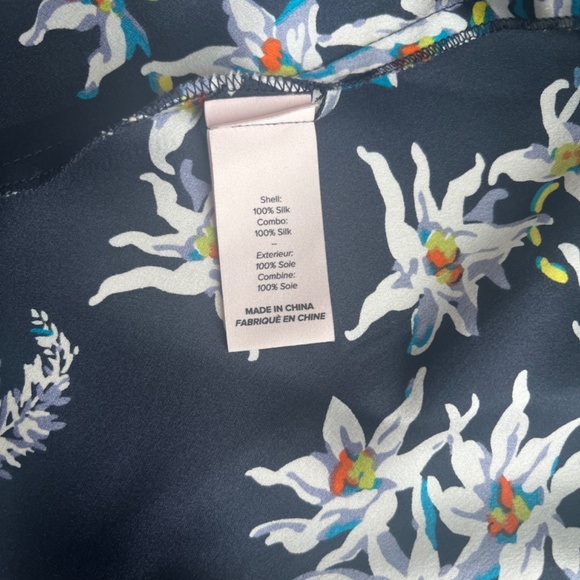 Shell:
100% Silk
Combo:
100% Silk
–
Exterieur:
100% Soie
Combine:
100% Soie
MADE IN CHINA
FABRIQUÉ EN CHINE